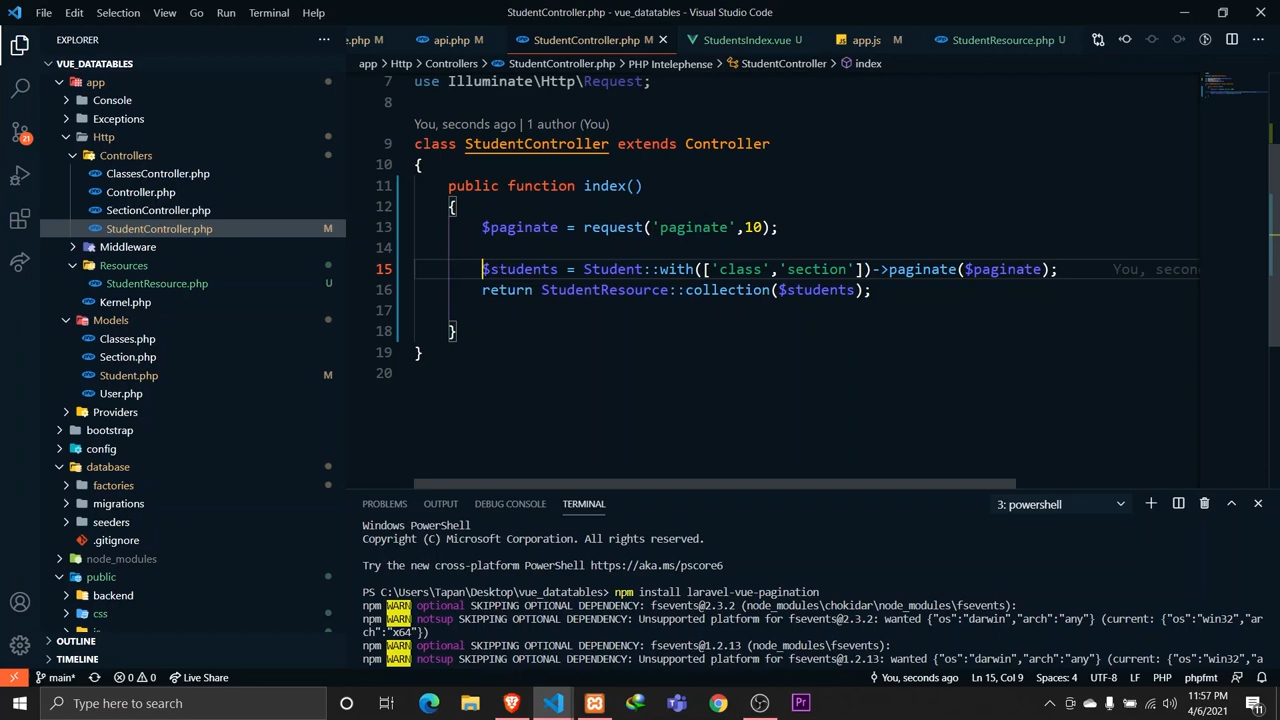 File Edit Selection View Go Run Terminal Help
StudentController.php - vue_datatables - Visual Studio Code
EXPLORER
e.php M
api.php M
StudentController.php M
StudentsIndex.vue M
app.js M
StudentResource.php U
app > Http > Controllers > StudentController.php > PHP Intelephense > StudentController > index
VUE_DATATABLES
app
Console
Exceptions
Http
Controllers
ClassesController.php
Controller.php
SectionController.php
StudentController.php M
Middleware
Resources
StudentResource.php U
Kernel.php
Models
Classes.php
Section.php
Student.php M
User.php
Providers
bootstrap
config
database
factories
migrations
seeders
.gitignore
node_modules
public
backend
css
OUTLINE
TIMELINE
21
7 use Illuminate\Http\Request;
8
You, seconds ago | 1 author (You)
9 class StudentController extends Controller
10 {
11 public function index()
12 {
13 $paginate = request('paginate',10);
14
15 $students = Student::with(['class','section'])->paginate($paginate); You, secon
16 return StudentResource::collection($students);
17
18 }
19 }
20
PROBLEMS OUTPUT DEBUG CONSOLE TERMINAL
3: powershell
Windows PowerShell
Copyright (C) Microsoft Corporation. All rights reserved.
Try the new cross-platform PowerShell https://aka.ms/pscore6
PS C:\Users\Tapan\Desktop\vue_datatables> npm install laravel-vue-pagination
npm WARN optional SKIPPING OPTIONAL DEPENDENCY: fsevents@2.3.2 (node_modules\chokidar\node_modules\fsevents):
npm WARN notsup SKIPPING OPTIONAL DEPENDENCY: Unsupported platform for fsevents@2.3.2: wanted {"os":"darwin","arch":"any"} (current: {"os":"win32","ar
ch":"x64"})
npm WARN optional SKIPPING OPTIONAL DEPENDENCY: fsevents@1.2.13 (node_modules\fsevents):
npm WARN notsup SKIPPING OPTIONAL DEPENDENCY: Unsupported platform for fsevents@1.2.13: wanted {"os":"darwin","arch":"any"} (current: {"os":"win32","a
main* 0 0 Live Share
You, seconds ago Ln 15, Col 9 Spaces: 4 UTF-8 LF PHP phpfmt
Type here to search
11:57 PM
4/6/2021
11